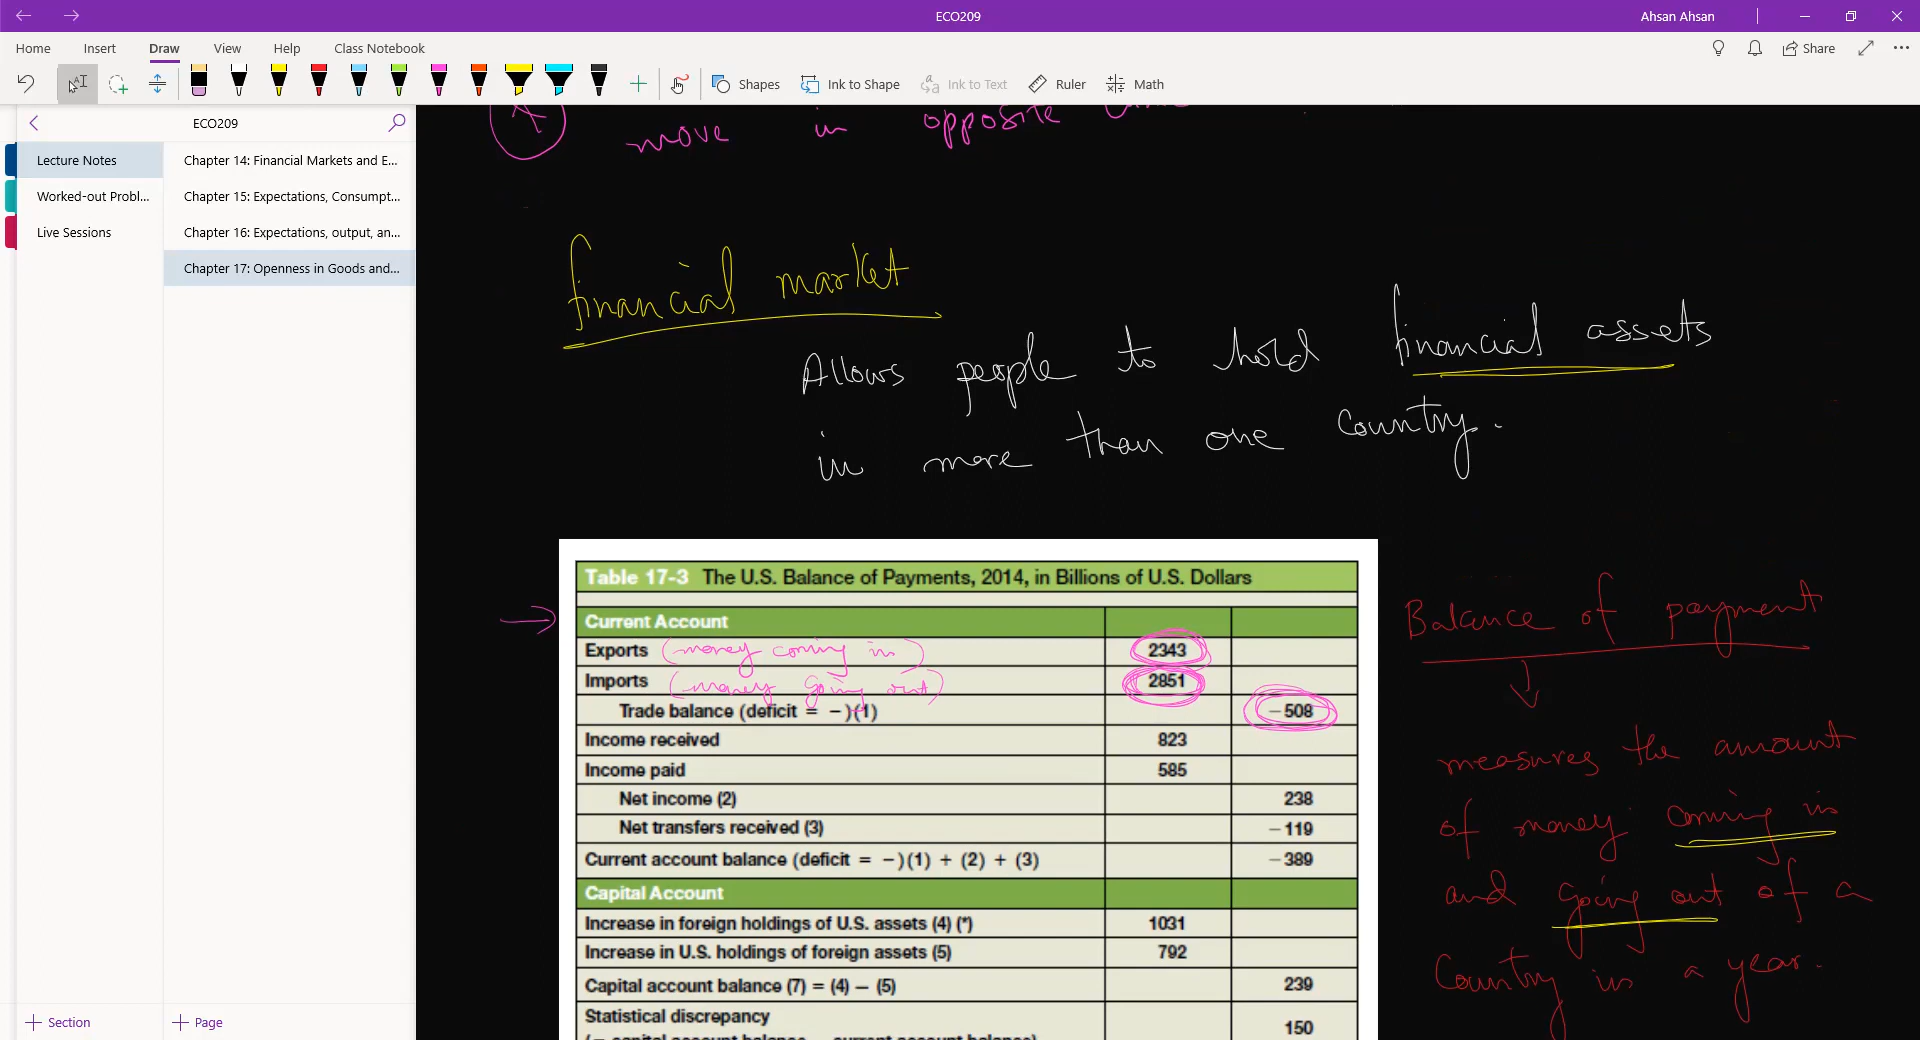 ECO209
Ahsan Ahsan
Home Insert Draw View Help Class Notebook
Share
Shapes Ink to Shape Ink to Text Ruler Math
ECO209
Lecture Notes
Worked-out Probl...
Live Sessions
Chapter 14: Financial Markets and E...
Chapter 15: Expectations, Consumpt...
Chapter 16: Expectations, output, an...
Chapter 17: Openness in Goods and...
Section
Page
move in opposite
financial market
Allows people to hold financial assets
in more than one country.
Table 17-3 The U.S. Balance of Payments, 2014, in Billions of U.S. Dollars
Current Account
Exports (money coming in) 2343
Imports (money going out) 2851
Trade balance (deficit = −)(1) −508
Income received 823
Income paid 585
Net income (2) 238
Net transfers received (3) −119
Current account balance (deficit = −)(1) + (2) + (3) −389
Capital Account
Increase in foreign holdings of U.S. assets (4) (*) 1031
Increase in U.S. holdings of foreign assets (5) 792
Capital account balance (7) = (4) − (5) 239
Statistical discrepancy 150
(= capital account balance − current account balance)
Balance of payment
measures the amount
of money coming in
and going out of a
Country in a year.